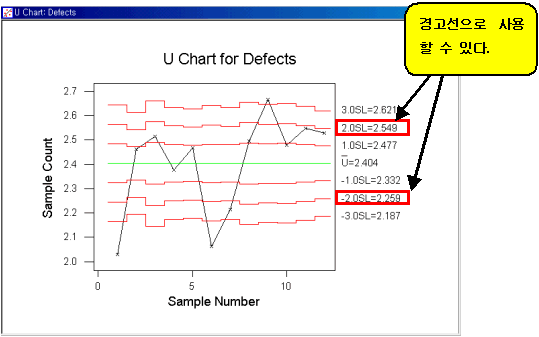 U Chart: Defects
경고선으로 사용
할 수 있다.
U Chart for Defects
Sample Count
2.7
2.6
2.5
2.4
2.3
2.2
2.1
2.0
3.0SL=2.621
2.0SL=2.549
1.0SL=2.477
U=2.404
-1.0SL=2.332
-2.0SL=2.259
-3.0SL=2.187
0
5
10
Sample Number